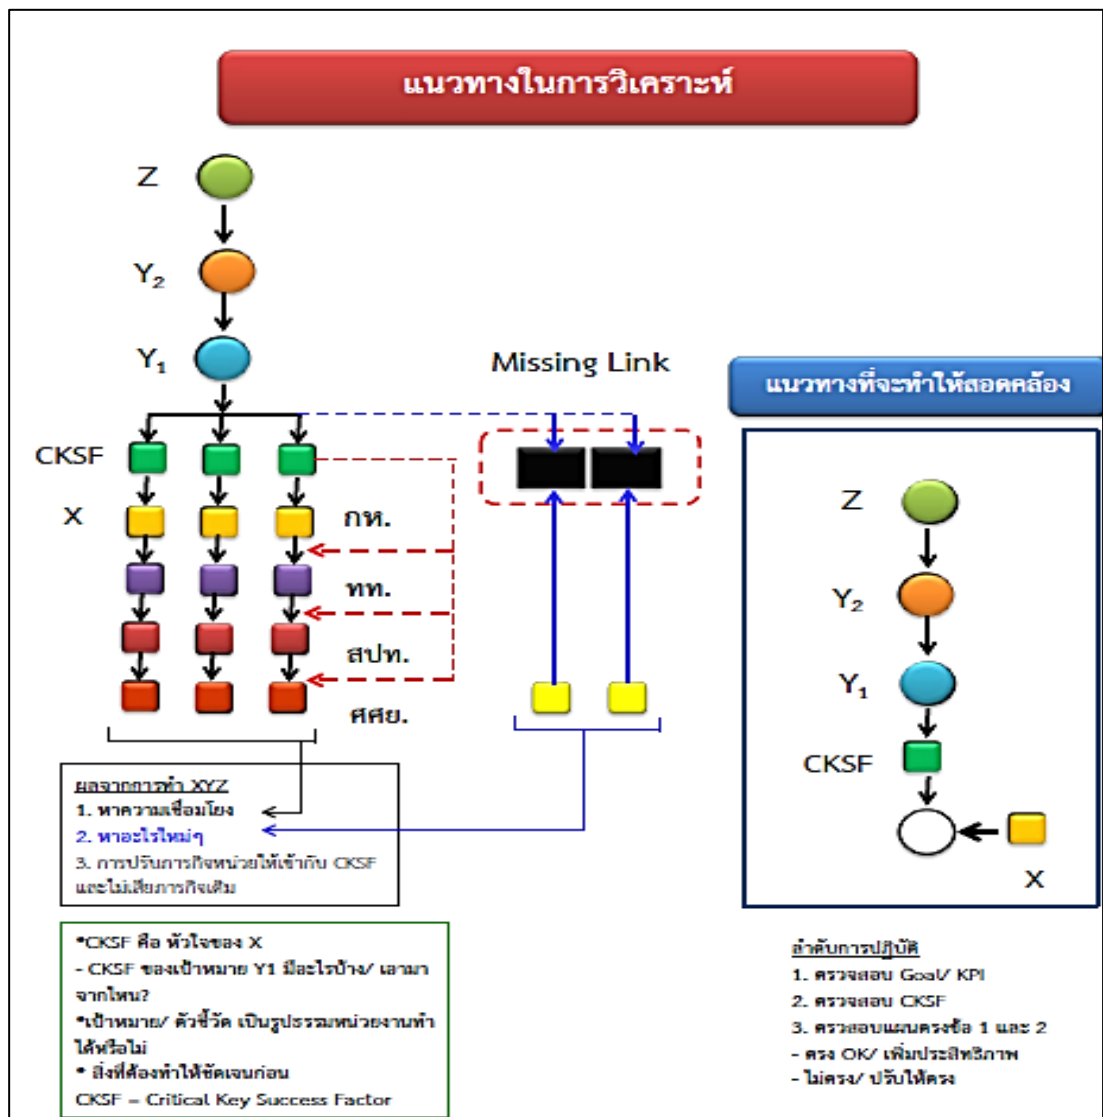 แนวทางในการวิเคราะห์
Z
Y₂
Y₁
Missing Link
CKSF
X
กห.
ทท.
สปท.
ศศย.
ผลจากการทำ XYZ
1. หาความเชื่อมโยง
2. หาอะไรใหม่ๆ
3. การปรับภารกิจหน่วยให้เข้ากับ CKSF
และไม่เสียภารกิจเดิม
*CKSF คือ หัวใจของ X
- CKSF ของเป้าหมาย Y1 มีอะไรบ้าง/ เอามา
จากไหน?
*เป้าหมาย/ ตัวชี้วัด เป็นรูปธรรมหน่วยงานทำ
ได้หรือไม่
* สิ่งที่ต้องทำให้ชัดเจนก่อน
CKSF – Critical Key Success Factor
แนวทางที่จะทำให้สอดคล้อง
Z
Y₂
Y₁
CKSF
X
ลำดับการปฏิบัติ
1. ตรวจสอบ Goal/ KPI
2. ตรวจสอบ CKSF
3. ตรวสอบแผนตรงข้อ 1 และ 2
- ตรง OK/ เพิ่มประสิทธิภาพ
- ไม่ตรง/ ปรับให้ตรง